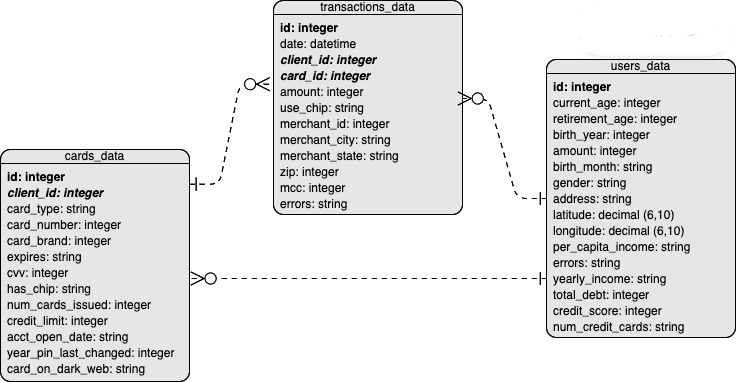 transactions_data
id: integer
date: datetime
client_id: integer
card_id: integer
amount: integer
use_chip: string
merchant_id: integer
merchant_city: string
merchant_state: string
zip: integer
mcc: integer
errors: string
users_data
id: integer
current_age: integer
retirement_age: integer
birth_year: integer
amount: integer
birth_month: string
gender: string
address: string
latitude: decimal (6,10)
longitude: decimal (6,10)
per_capita_income: string
errors: string
yearly_income: string
total_debt: integer
credit_score: integer
num_credit_cards: string
cards_data
id: integer
client_id: integer
card_type: string
card_number: integer
card_brand: integer
expires: string
cvv: integer
has_chip: string
num_cards_issued: integer
credit_limit: integer
acct_open_date: string
year_pin_last_changed: integer
card_on_dark_web: string